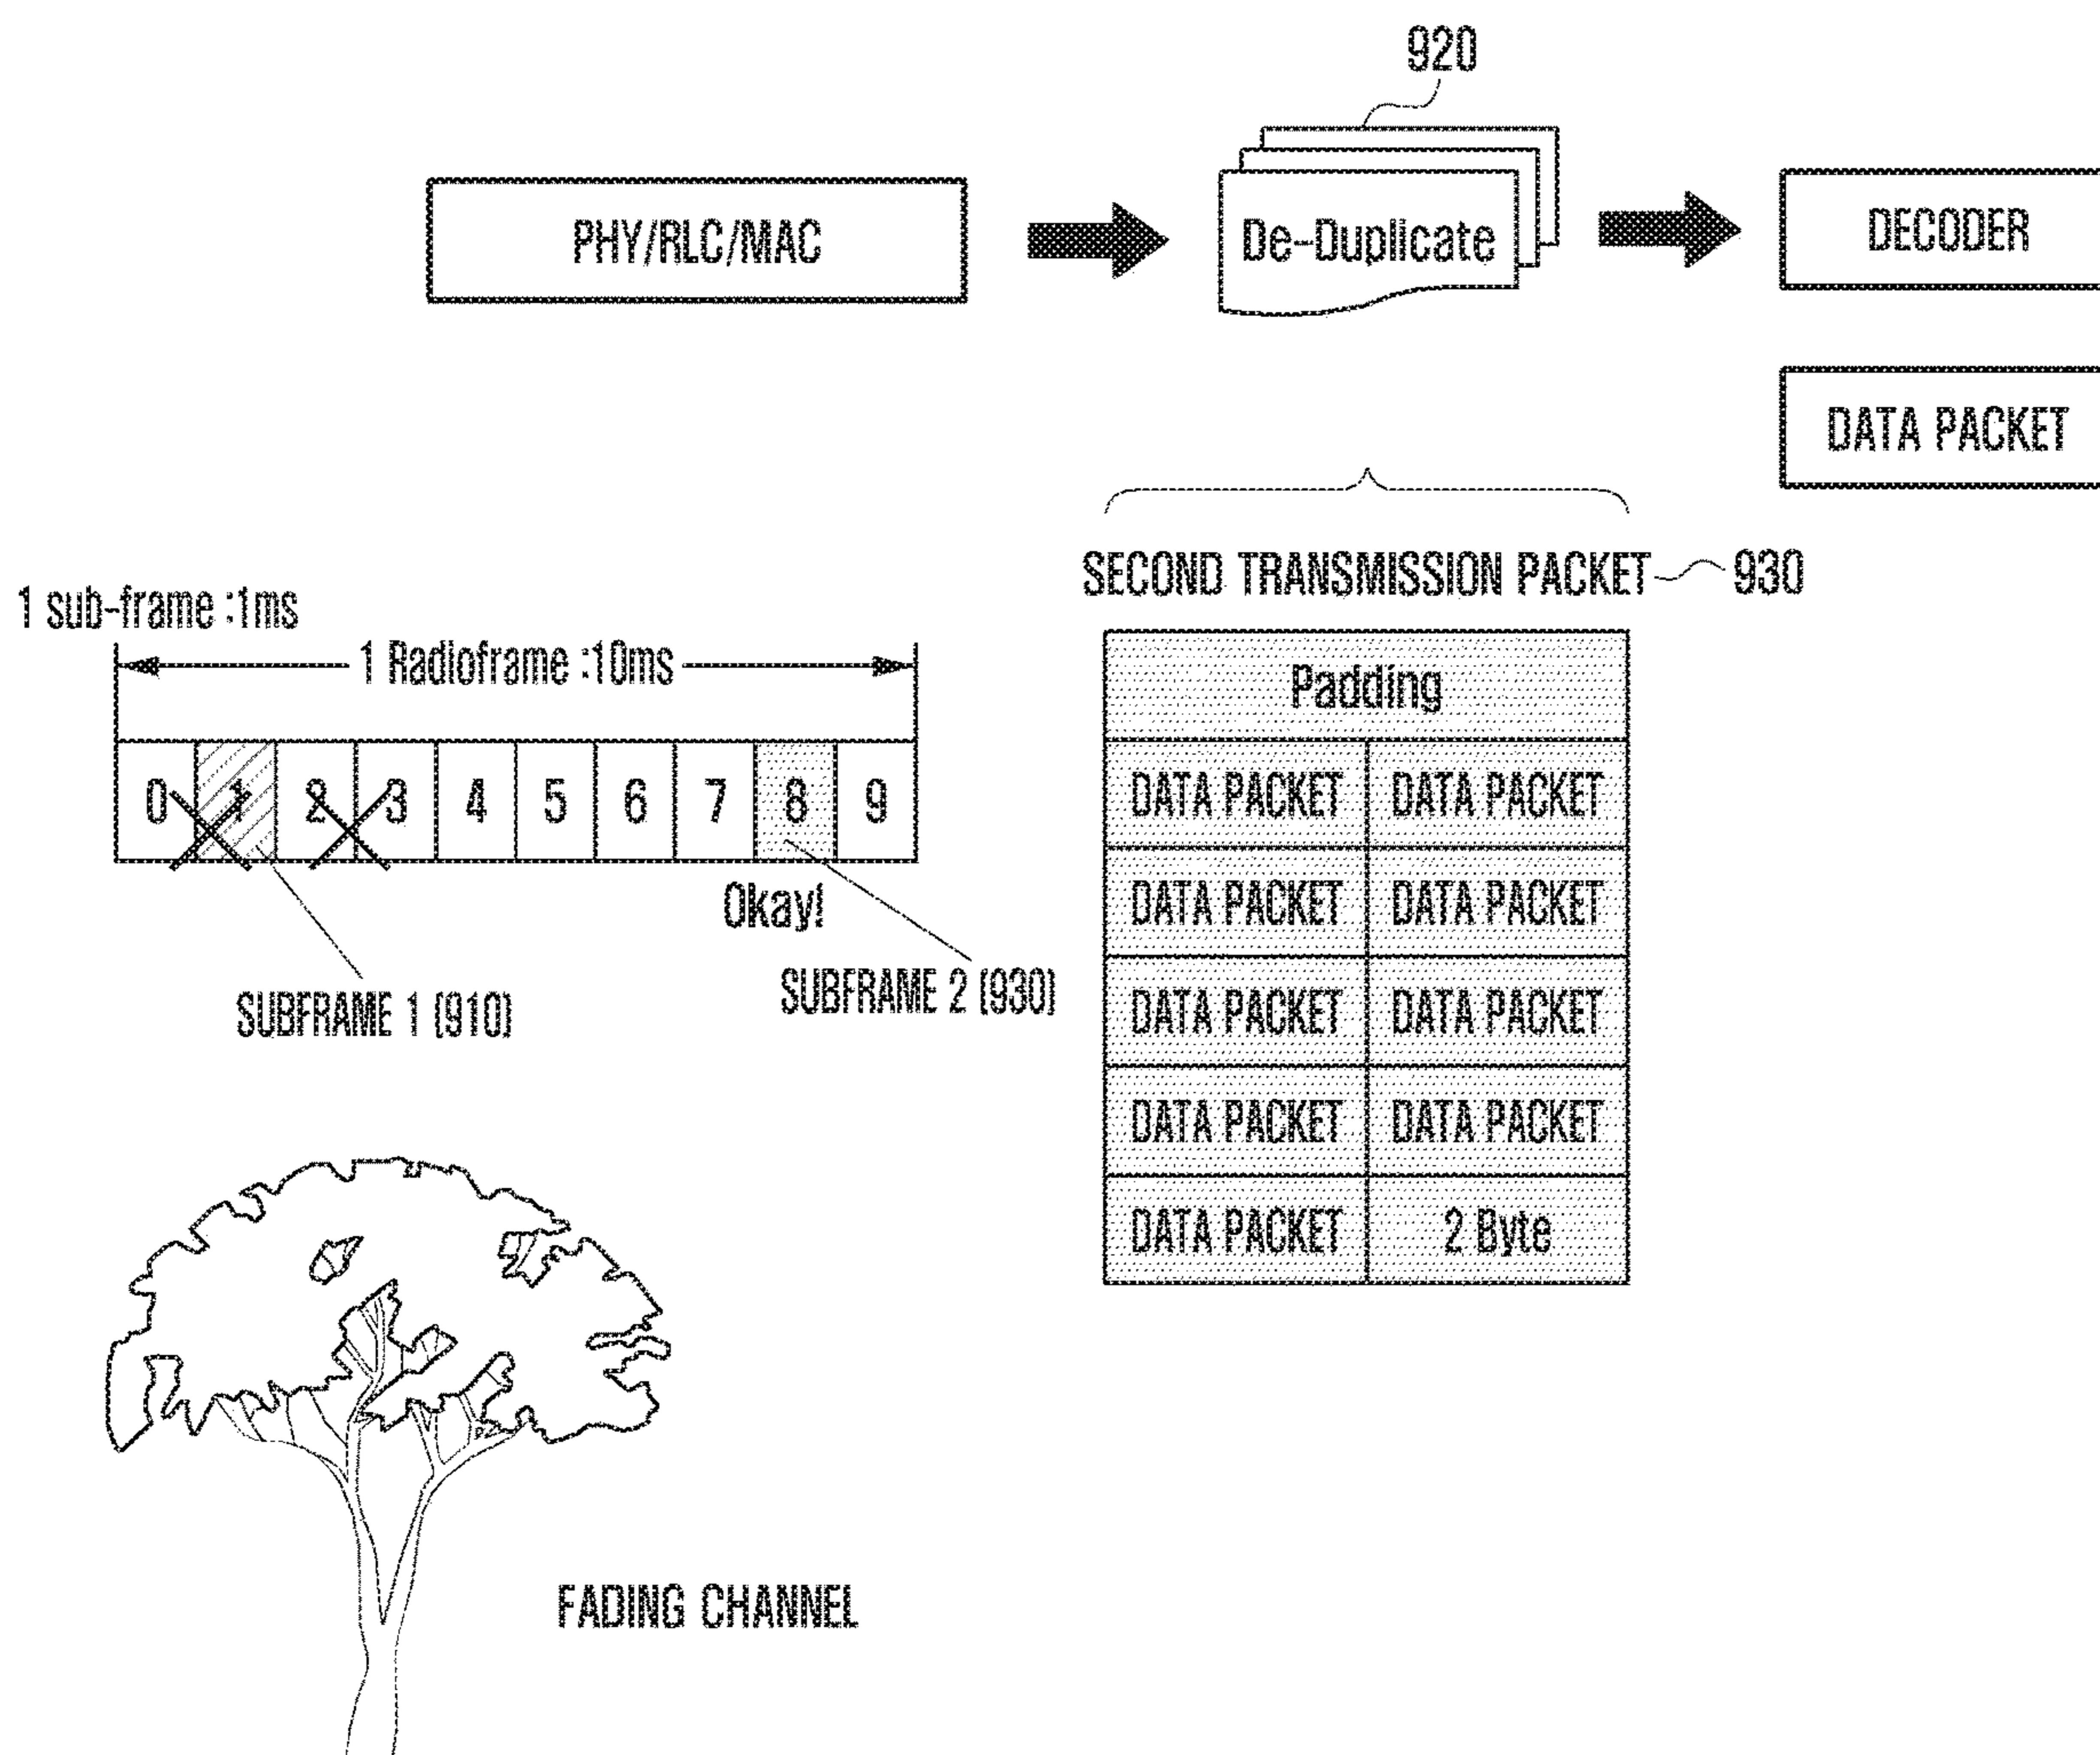 920
PHY/RLC/MAC
De-Duplicate
DECODER
DATA PACKET
SECOND TRANSMISSION PACKET
930
1 sub-frame :1ms
1 Radioframe :10ms
0 1 2 3 4 5 6 7 8 9
Okay!
SUBFRAME 1 (910)
SUBFRAME 2 (930)
Padding
DATA PACKET DATA PACKET
DATA PACKET DATA PACKET
DATA PACKET DATA PACKET
DATA PACKET DATA PACKET
DATA PACKET 2 Byte
FADING CHANNEL